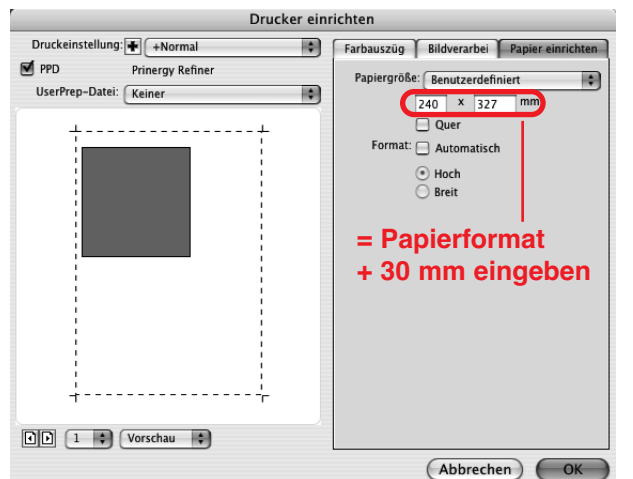 Drucker einrichten
Druckeinstellung: +Normal
PPD Prinergy Refiner
UserPrep-Datei: Keiner
1 Vorschau
Farbauszüg Bildverarbei Papier einrichten
Papiergröße: Benutzerdefiniert
240 x 327 mm
Quer
Format: Automatisch
Hoch
Breit
= Papierformat
+ 30 mm eingeben
Abbrechen OK